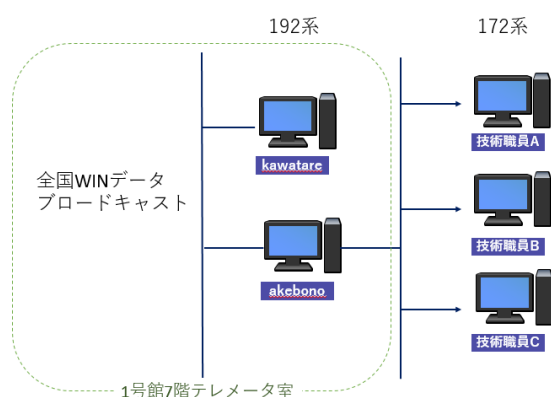 192系
172系
全国WINデータ
ブロードキャスト
kawatare
akebono
技術職員A
技術職員B
技術職員C
1号館7階テレメータ室